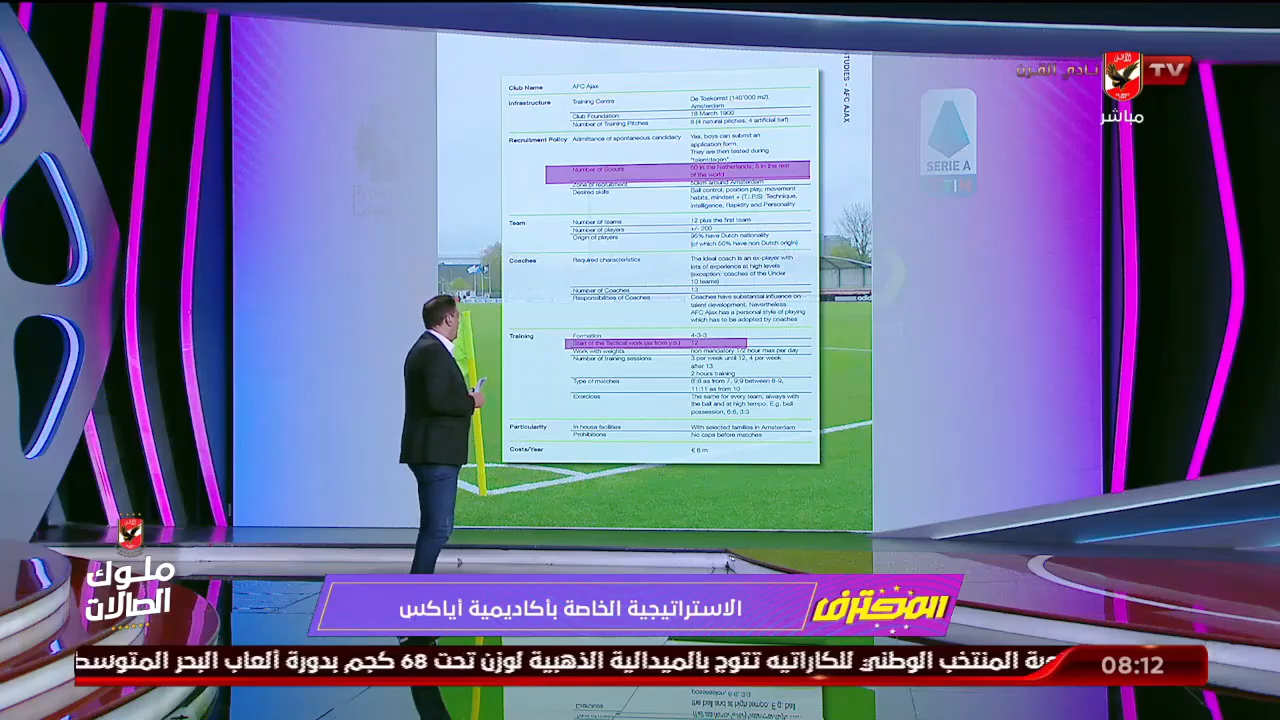 STUDIES - AFC AJAX
نادي القرن
TV
مباشر
SERIE A
TIM
Club Name AFC Ajax
Infrastructure Training Centre De Toekomst (140'000 m2), Amsterdam
Club Foundation 18 March 1900
Number of Training Pitches 8 (4 natural pitches, 4 artificial turf)
Recruitment Policy Admittance of spontaneous candidacy Yes, boys can submit an
application form.
They are then tested during
"talentdagen"
Number of Scouts 50 in the Netherlands, 5 in the rest
of the world
Zone of recruitment 50km around Amsterdam
Desired skills Ball control, position play, movement
habits, mindset + (T.I.P.S) Technique,
Intelligence, Rapidity and Personality
Team Number of teams 12 plus the first team
Number of players +/- 200
Origin of players 95% have Dutch nationality
(of which 50% have non Dutch origin)
Coaches Required characteristics The ideal coach is an ex-player with
lots of experience at high levels
(exception: coaches of the Under
10 teams)
Number of Coaches 13
Responsibilities of Coaches Coaches have substantial influence on
talent development. Nevertheless
AFC Ajax has a personal style of playing
which has to be adopted by coaches
Training Formation 4-3-3
Start of the Tactical work (as from y.o.) 12
Work with weights non mandatory 1/2 hour max per day
Number of training sessions 3 per week until 12, 4 per week
after 13
2 hours training
Type of matches 6:6 as from 7, 9:9 between 8-9,
11:11 as from 10
Exercices The same for every team, always with
the ball and at high tempo. E.g. ball
possession, 6:6, 3:3
Particularity In house facilities With selected families in Amsterdam
Prohibitions No caps before matches
Costs/Year € 6 m
ملوك
الصالات
المحترف
الاستراتيجية الخاصة بأكاديمية أياكس
المنتخب الوطني للكاراتيه تتوج بالميدالية الذهبية لوزن تحت 68 كجم بدورة ألعاب البحر المتوسط
08:12